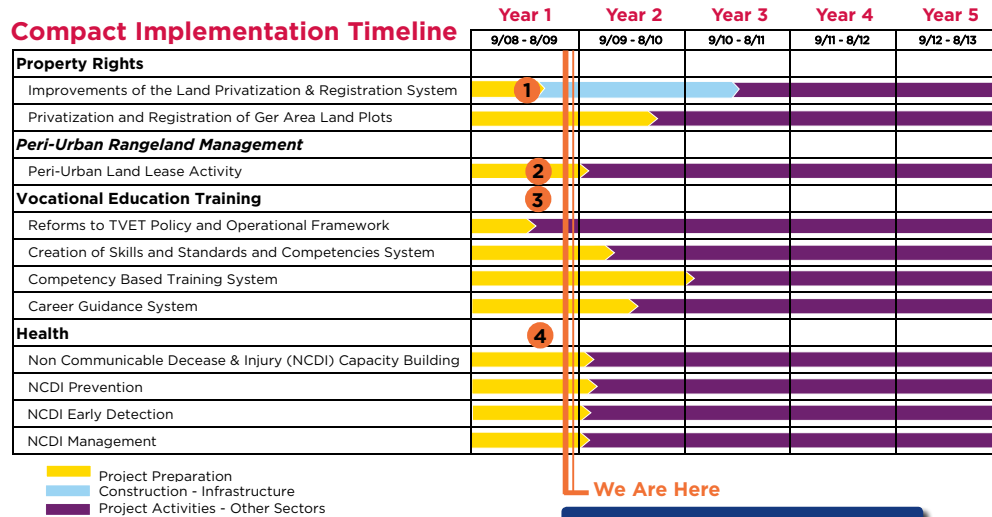 Compact Implementation Timeline
Year 1 Year 2 Year 3 Year 4 Year 5
9/08 - 8/09 9/09 - 8/10 9/10 - 8/11 9/11 - 8/12 9/12 - 8/13
Property Rights
Improvements of the Land Privatization & Registration System 1
Privatization and Registration of Ger Area Land Plots
Peri-Urban Rangeland Management
Peri-Urban Land Lease Activity 2
Vocational Education Training 3
Reforms to TVET Policy and Operational Framework
Creation of Skills and Standards and Competencies System
Competency Based Training System
Career Guidance System
Health 4
Non Communicable Decease & Injury (NCDI) Capacity Building
NCDI Prevention
NCDI Early Detection
NCDI Management
Project Preparation
Construction - Infrastructure
Project Activities - Other Sectors
We Are Here